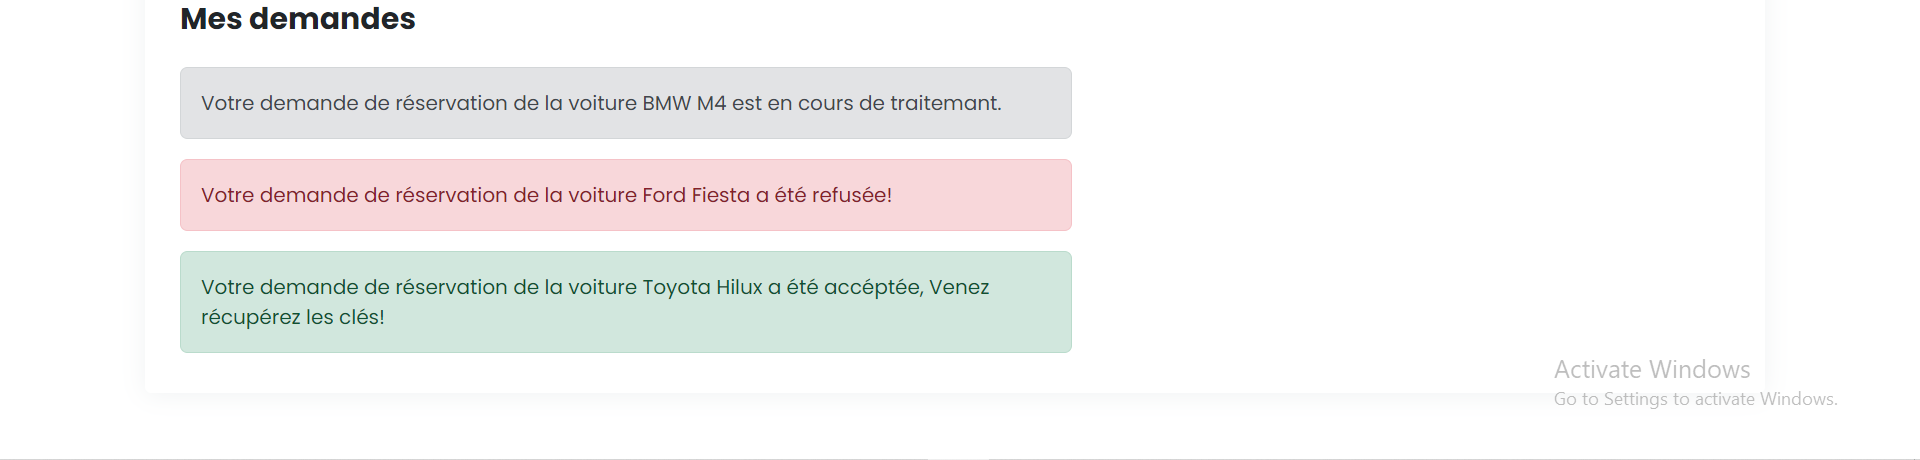 Mes demandes
Votre demande de réservation de la voiture BMW M4 est en cours de traitemant.
Votre demande de réservation de la voiture Ford Fiesta a été refusée!
Votre demande de réservation de la voiture Toyota Hilux a été accéptée, Venez
récupérez les clés!
Activate Windows
Go to Settings to activate Windows.